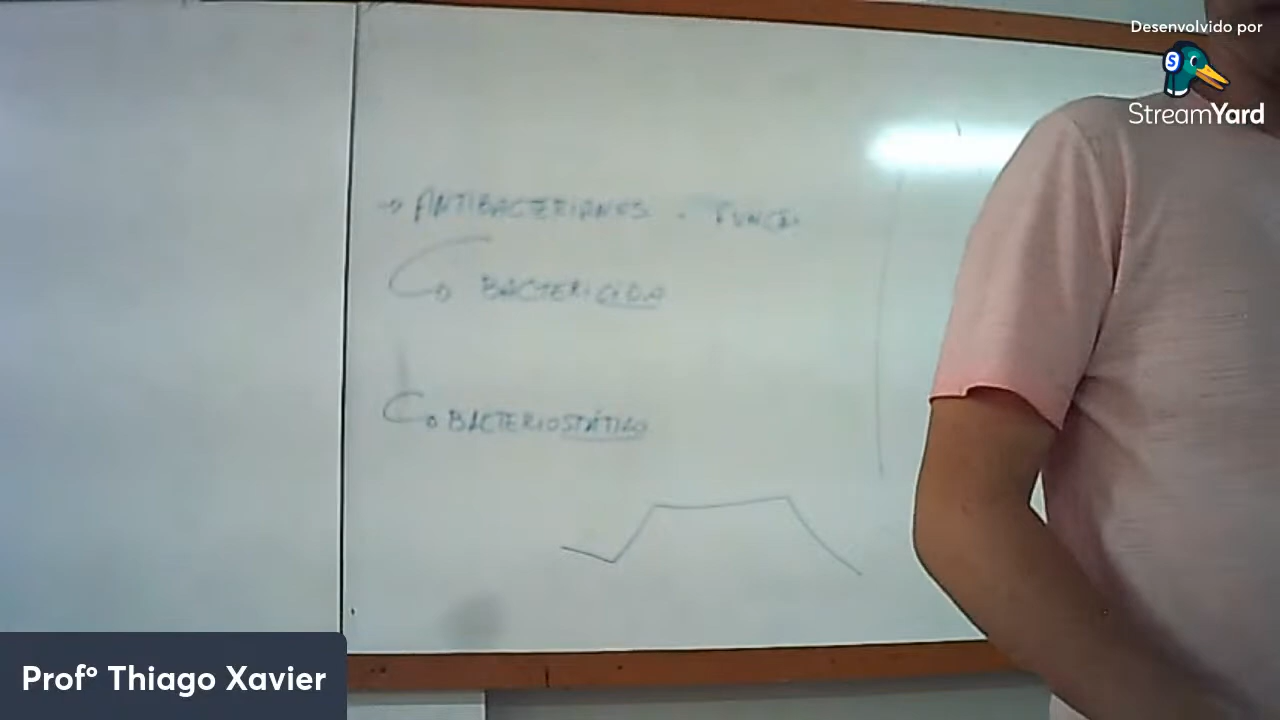 Desenvolvido por
StreamYard
→ ANTIBACTERIANOS.
BACTERICIDA
BACTERIOSTÁTICO
Profº Thiago Xavier